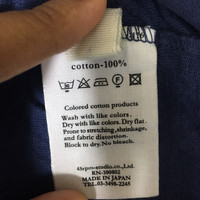 cotton-100%
Colored cotton products
Wash with like colors.
Dry with like colors. Dry flat.
Prone to stretching, shrinkage,
and fabric distortion.
Block to dry. No bleach.
45rpm-studio.co.,Ltd.
RN-100802
MADE IN JAPAN
03-3498-2245